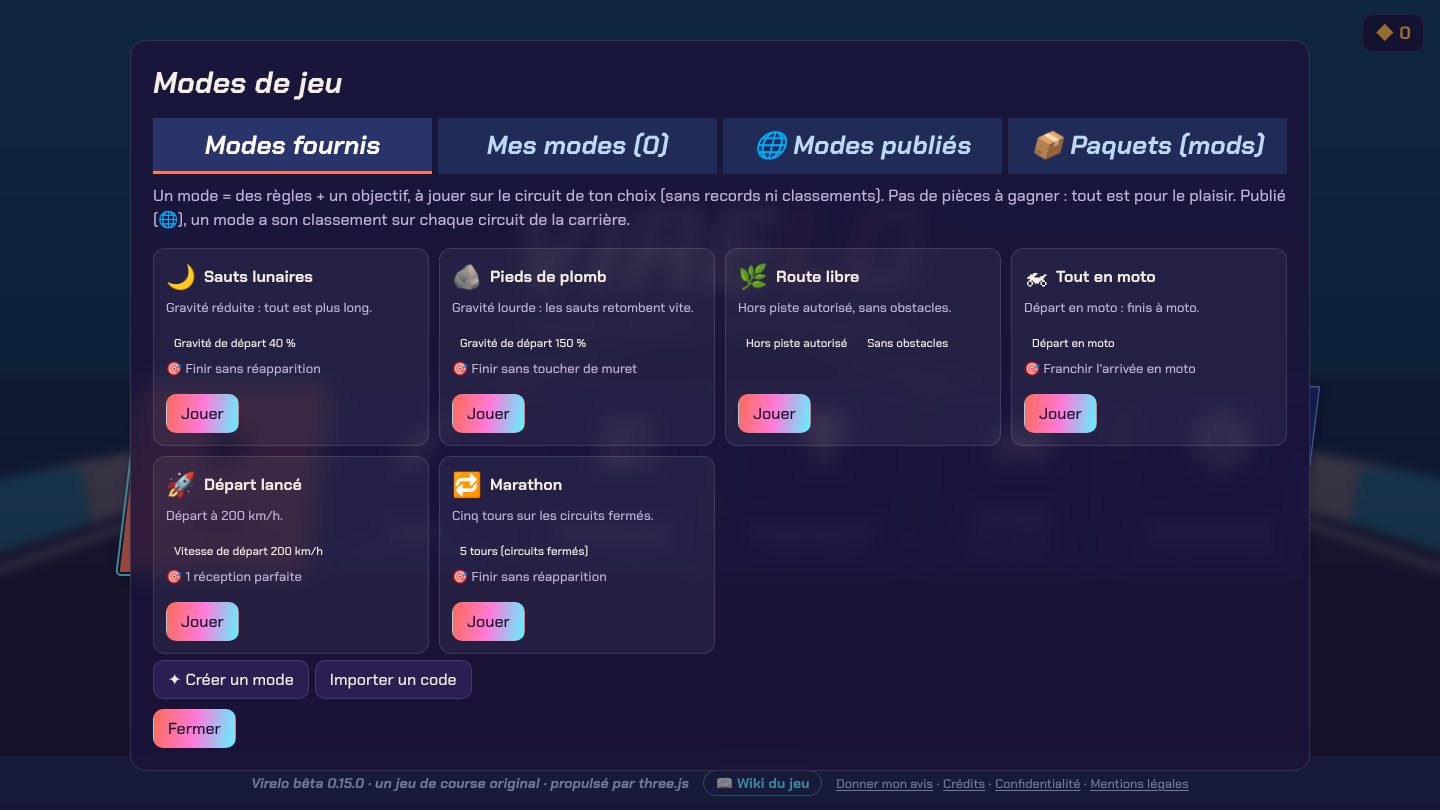 ◆ 0
Modes de jeu
Modes fournis
Mes modes (0)
🌐 Modes publiés
📦 Paquets (mods)
Un mode = des règles + un objectif, à jouer sur le circuit de ton choix (sans records ni classements). Pas de pièces à gagner : tout est pour le plaisir. Publié
(🌐), un mode a son classement sur chaque circuit de la carrière.
🌙 Sauts lunaires
Gravité réduite : tout est plus long.
Gravité de départ 40 %
🎯 Finir sans réapparition
Jouer
🪨 Pieds de plomb
Gravité lourde : les sauts retombent vite.
Gravité de départ 150 %
🎯 Finir sans toucher de muret
Jouer
🌿 Route libre
Hors piste autorisé, sans obstacles.
Hors piste autorisé Sans obstacles
Jouer
🏍 Tout en moto
Départ en moto : finis à moto.
Départ en moto
🎯 Franchir l'arrivée en moto
Jouer
🚀 Départ lancé
Départ à 200 km/h.
Vitesse de départ 200 km/h
🎯 1 réception parfaite
Jouer
🔁 Marathon
Cinq tours sur les circuits fermés.
5 tours (circuits fermés)
🎯 Finir sans réapparition
Jouer
✦ Créer un mode
Importer un code
Fermer
Virelo bêta 0.15.0 · un jeu de course original · propulsé par three.js 📖 Wiki du jeu Donner mon avis · Crédits · Confidentialité · Mentions légales